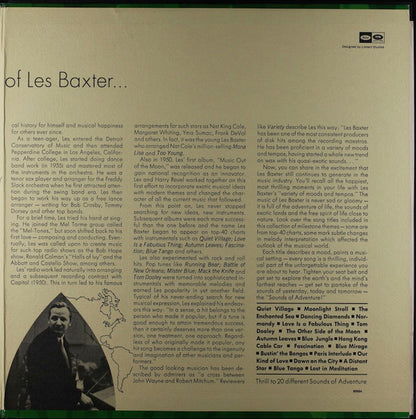 Designed by Lionart Studios
of Les Baxter...
cal history for himself and musical happiness
for others ever since.
As a teen-ager, Les entered the Detroit
Conservatory of Music and then attended
Pepperdine College in Los Angeles, Califor-
nia. After college, Les started doing dance
band work (in 1935) and mastered most of
the instruments in the orchestra. He was a
tenor sax player and arranger for the Freddy
Slack orchestra when he first attracted atten-
tion during the swing band era. Les then
began to work his way up as a free lance
arranger — writing for Bob Crosby, Tommy
Dorsey and other top bands.
For a brief time, Les tried his hand at sing-
ing. He joined the Mel Torme group called
the "Mel-Tones," but soon shifted back to his
first love — composing and conducting. Even-
tually, Les was called upon to create music
for such top radio shows as the Bob Hope
show, Ronald Colman's "Halls of Ivy" and the
Abbott and Costello Show, among others.
Les' radio work led naturally into arranging
and a subsequent recording contract with
Capitol (1950). This in turn led to his famous
arrangements for such stars as Nat King Cole,
Margaret Whiting, Yma Sumac, Frank DeVol
and others. In fact, it was the young Les Baxter
who arranged Nat Cole's million-selling Mona
Lisa and Too Young.
Also in 1950, Les' first album, "Music Out
of the Moon," was released and he began to
gain national recognition as an innovator.
Les and Harry Revel worked together on this
first effort to incorporate exotic musical ideas
with modern themes and changed the char-
acter of all the current music that followed.
From this point on, Les never stopped
searching for new ideas, new instruments.
Subsequent albums were each more success-
ful than the one before and the name Les
Baxter began to appear on top-40 charts
with instrumentals such as Quiet Village; Love
Is a Fabulous Thing; Autumn Leaves; Fascina-
tion; Blue Tango.
Les also experimented with rock and roll
hits. Pop tunes like Running Bear; Battle of
New Orleans; Mister Blue; Mack the Knife and
Tom Dooley were turned into sophisticated in-
struments with memorable melodies and
earned Les popularity in yet another field.
Typical of his never-ending search for new
musical expression, Les explained his endeav-
ors this way: "In a sense, a hit belongs to the
person who made it popular, but if a tune is
good enough to attain tremendous success,
then it certainly deserves more than one ver-
sion, one treatment, one approach. Regard-
less of who originally made it popular, any
hit song becomes a challenge to the ingenuity
and imagination of other musicians and per-
formers."
The good looking musician has been de-
scribed by admirers as "a cross between
John Wayne and Robert Mitchum." Reviewers
like Variety describe Les this way: "Les Baxter
has been one of the most consistent producers
of disk hits among the recording maestros.
He has been proficient in a variety of moods
and tempos, having started a whole new trend
on wax with his quasi-exotic sounds. . . ."
Now, you can share in the excitement that
Les Baxter still continues to generate in the
music industry. You'll recall all the happiest,
most thrilling moments in your life with Les
Baxter's "variety of moods and tempos." The
music of Les Baxter is never sad or gloomy —
it is full of the adventure of life, the sounds of
exotic lands and the free spirit of life close to
nature. Look over the song titles included in
this collection of milestone themes — some are
from top-40 charts, some mark subtle changes
in melody interpretation which affected the
outlook of the musical world.
Each title describes a mood, paints a musi-
cal setting — every song is a thrilling, individ-
ual part of the unforgettable experience you
are about to hear. Tighten your seat belt and
get set to explore the earth's and the mind's
farthest reaches — get set to partake of the
sounds of yesterday, today and tomorrow —
the "Sounds of Adventure!"
Quiet Village ■ Moonlight Stroll ■ The
Enchanted Sea ■ Dancing Diamonds ■ Nor-
mandy ■ Love Is a Fabulous Thing ■ Tom
Dooley ■ The Other Side of the Moon ■
Autumn Leaves ■ Blue Jungle ■ Hong Kong
Cable Car ■ Fascination ■ Blue Mirage
■ Bustin' the Bongos ■ Paris Interlude ■ Our
Kind of Love ■ Dawn on the City ■ A Distant
Star ■ Blue Tango ■ Lost in Meditation
Thrill to 20 different Sounds of Adventure